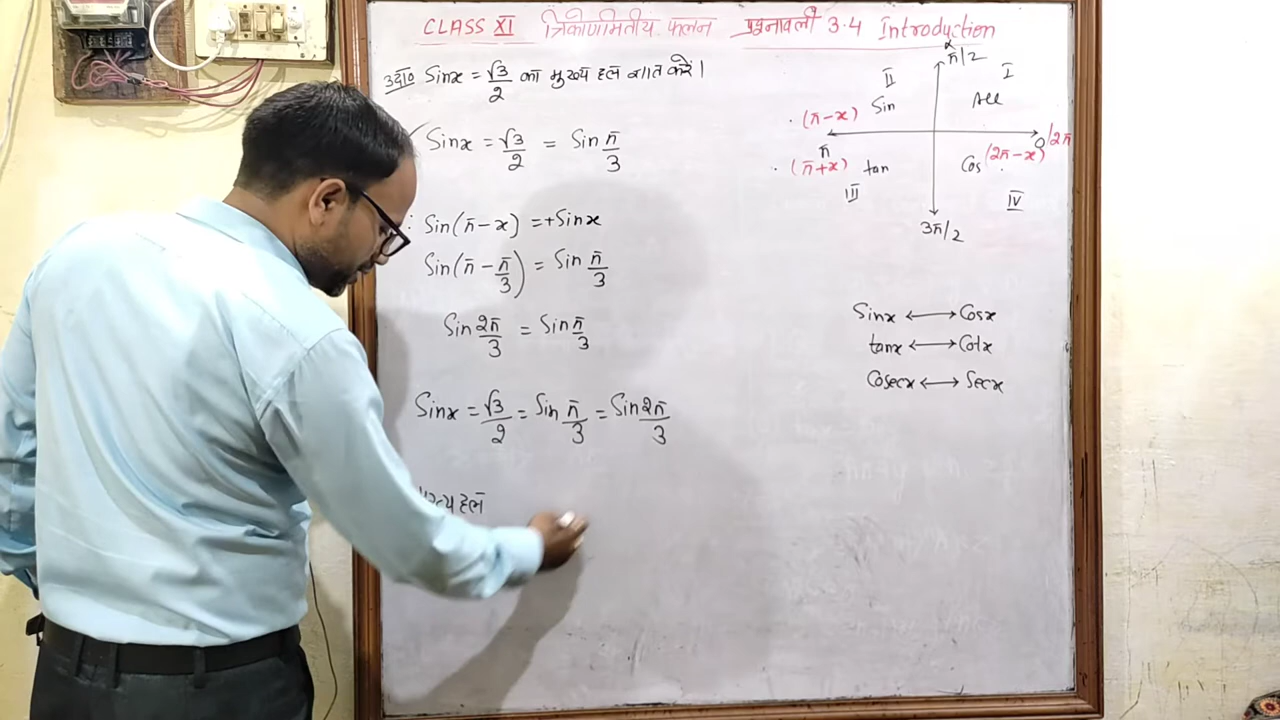 CLASS XI त्रिकोणमितीय फलन प्रश्नावली 3.4 Introduction
उदा० Sinx = √3/2 का मुख्य हल ज्ञात करें।
Sinx = √3/2 = Sin π/3
Sin(π-x) = +Sinx
Sin(π - π/3) = Sin π/3
Sin 2π/3 = Sin π/3
Sinx = √3/2 = Sin π/3 = Sin 2π/3
हल
π/2
II
I
Sin
All
(π-x)
π
0/2π
(π+x)
tan
Cos (2π-x)
III
IV
3π/2
Sinx ⟷ Cosx
tanx ⟷ Cotx
Cosecx ⟷ Secx